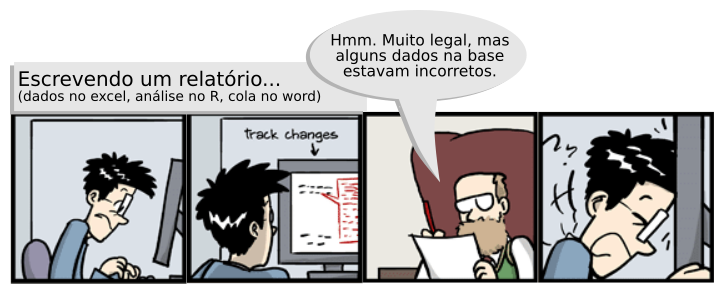 Escrevendo um relatório...
(dados no excel, análise no R, cola no word)
Hmm. Muito legal, mas
alguns dados na base
estavam incorretos.
track changes